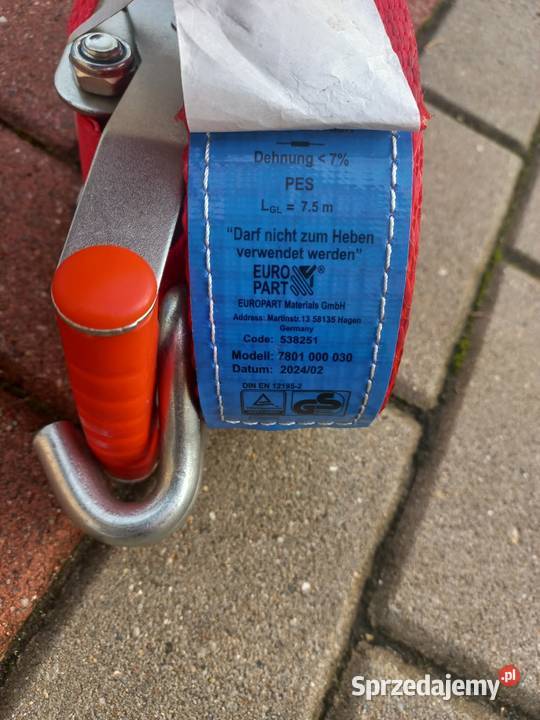 Dehnung < 7%
PES
LGL = 7.5 m
"Darf nicht zum Heben
verwendet werden"
EURO
PART
EUROPART Materials GmbH
Address: Martinstr.13 58135 Hagen
Germany
Code: 538251
Modell: 7801 000 030
Datum: 2024/02
DIN EN 12195-2
GS
Sprzedajemy.pl